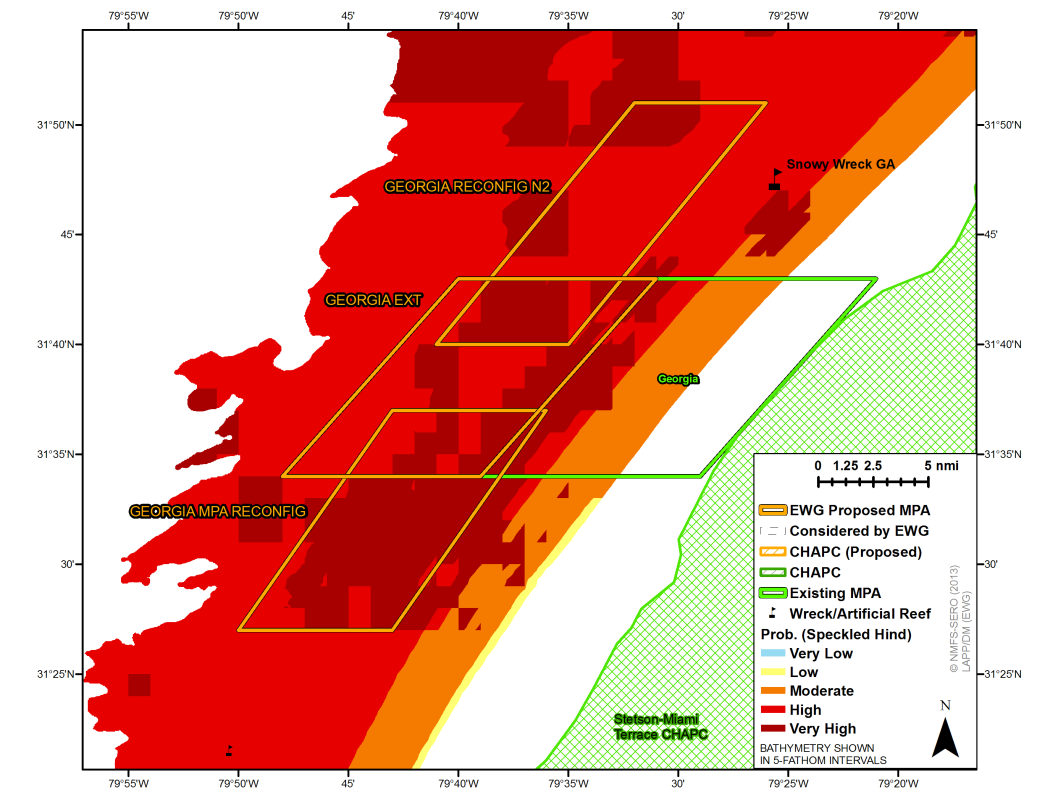 79°55'W 79°50'W 45' 79°40'W 79°35'W 30' 79°25'W 79°20'W
31°50'N 31°50'N
Snowy Wreck GA
GEORGIA RECONFIG N2
45' 45'
GEORGIA EXT
31°40'N 31°40'N
Georgia
31°35'N 31°35'N
0 1.25 2.5 5 nmi
GEORGIA MPA RECONFIG
EWG Proposed MPA
Considered by EWG
CHAPC (Proposed)
30' 30'
CHAPC
Existing MPA
Wreck/Artificial Reef
Prob. (Speckled Hind)
Very Low
Low
Moderate
High
Very High
BATHYMETRY SHOWN
IN 5-FATHOM INTERVALS
© NMFS-SERO (2013)
LAPP/DM (EWG)
N
31°25'N 31°25'N
Stetson-Miami
Terrace CHAPC
79°55'W 79°50'W 45' 79°40'W 79°35'W 30' 79°25'W 79°20'W